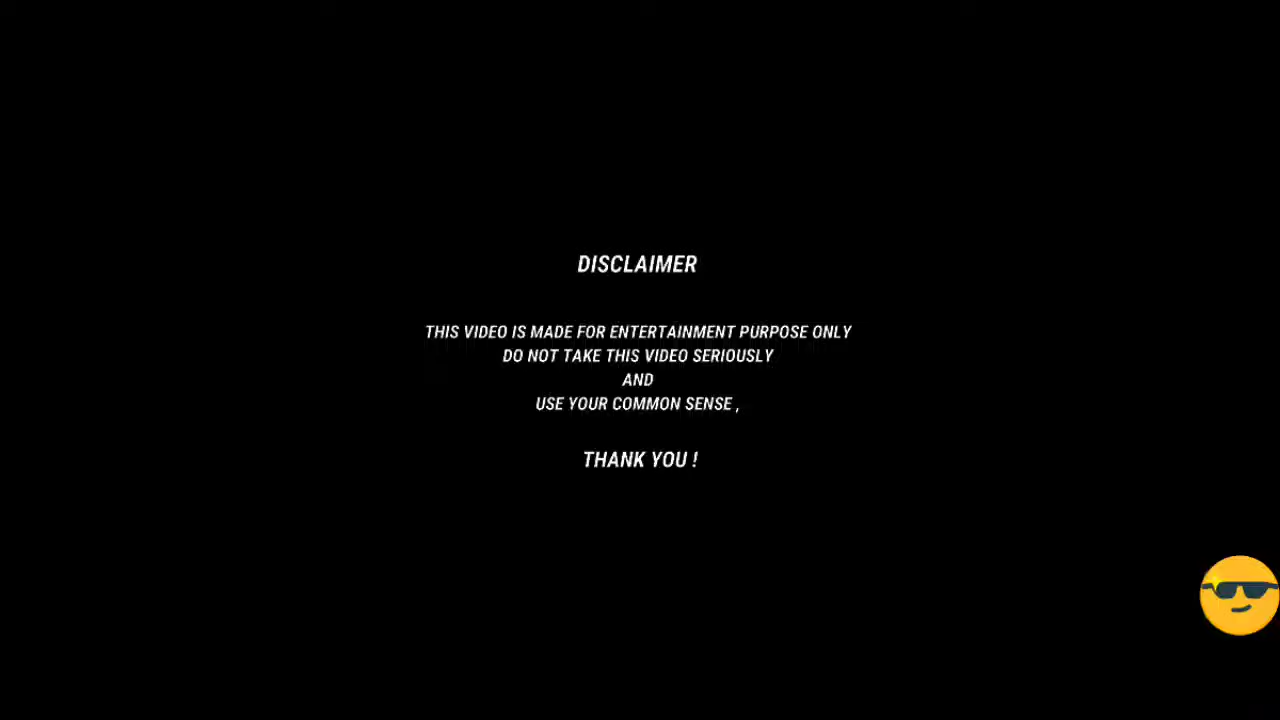 DISCLAIMER
THIS VIDEO IS MADE FOR ENTERTAINMENT PURPOSE ONLY
DO NOT TAKE THIS VIDEO SERIOUSLY
AND
USE YOUR COMMON SENSE ,
THANK YOU !